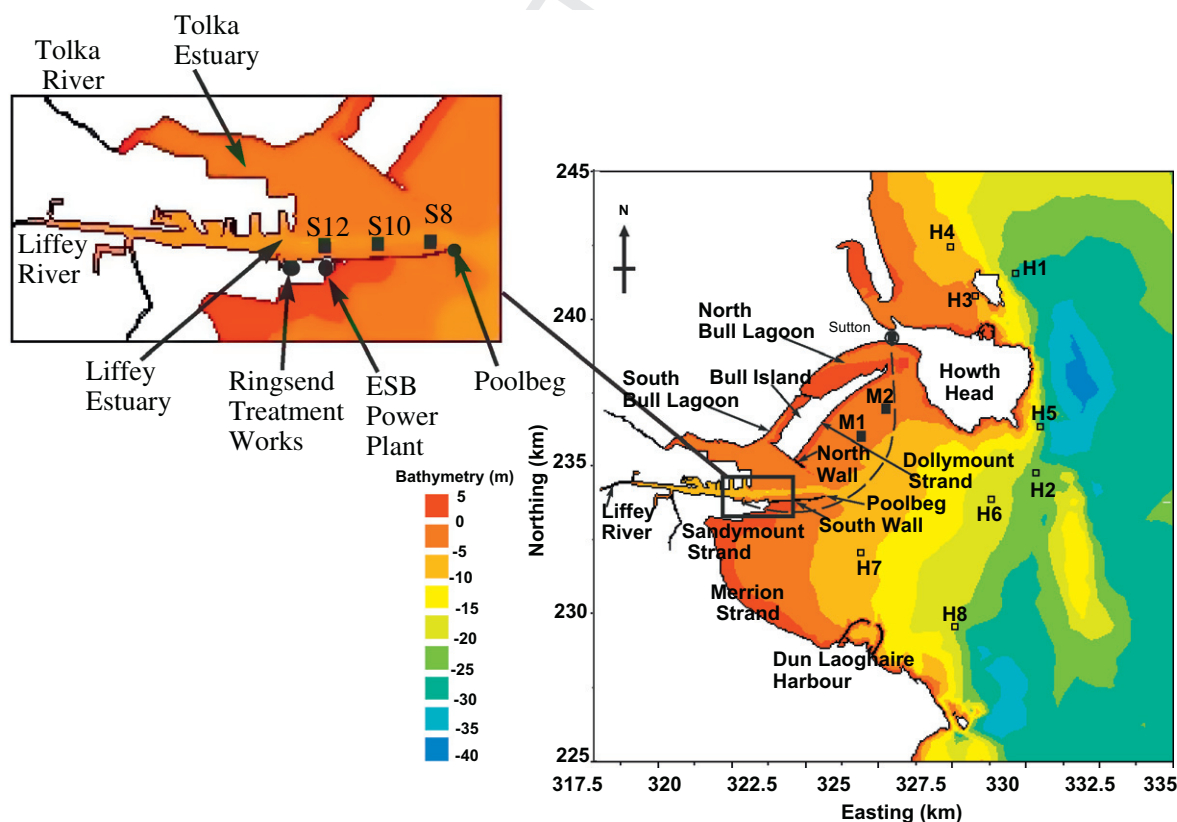 Tolka
Estuary
Tolka
River
S12
S10
S8
Liffey
River
Liffey
Estuary
Ringsend
Treatment
Works
ESB
Power
Plant
Poolbeg
Bathymetry (m)
5
0
-5
-10
-15
-20
-25
-30
-35
-40
245
240
235
230
225
Northing (km)
N
H4
H1
H3
North
Bull Lagoon
Sutton
Howth
Head
Bull Island
South
Bull Lagoon
M2
M1
H5
North
Wall
Dollymount
Strand
H2
H6
Poolbeg
South Wall
Liffey
River
Sandymount
Strand
H7
Merrion
Strand
H8
Dun Laoghaire
Harbour
317.5
320
322.5
325
327.5
330
332.5
335
Easting (km)